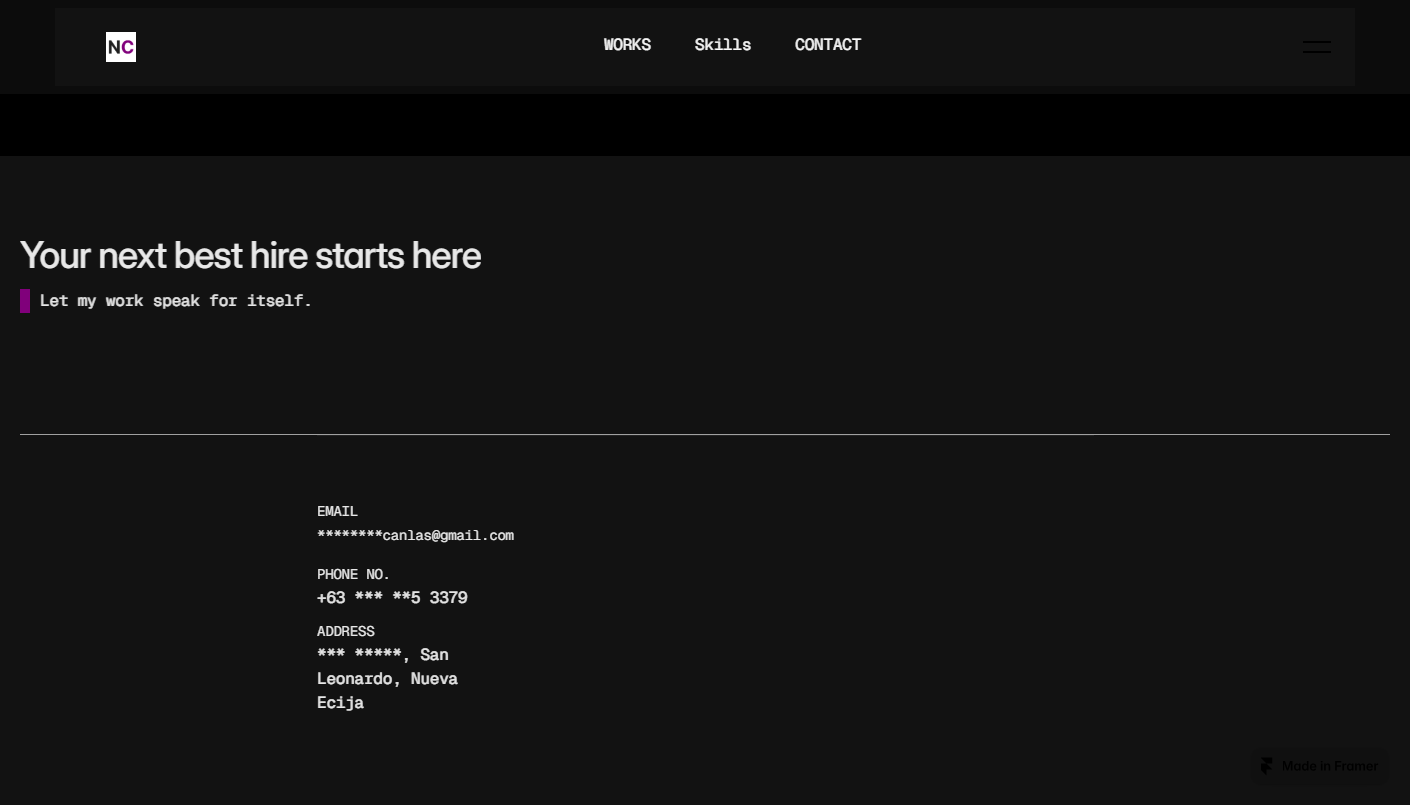 NC
WORKS Skills CONTACT
Your next best hire starts here
Let my work speak for itself.
EMAIL
********canlas@gmail.com
PHONE NO.
+63 *** **5 3379
ADDRESS
*** *****, San
Leonardo, Nueva
Ecija
Made in Framer